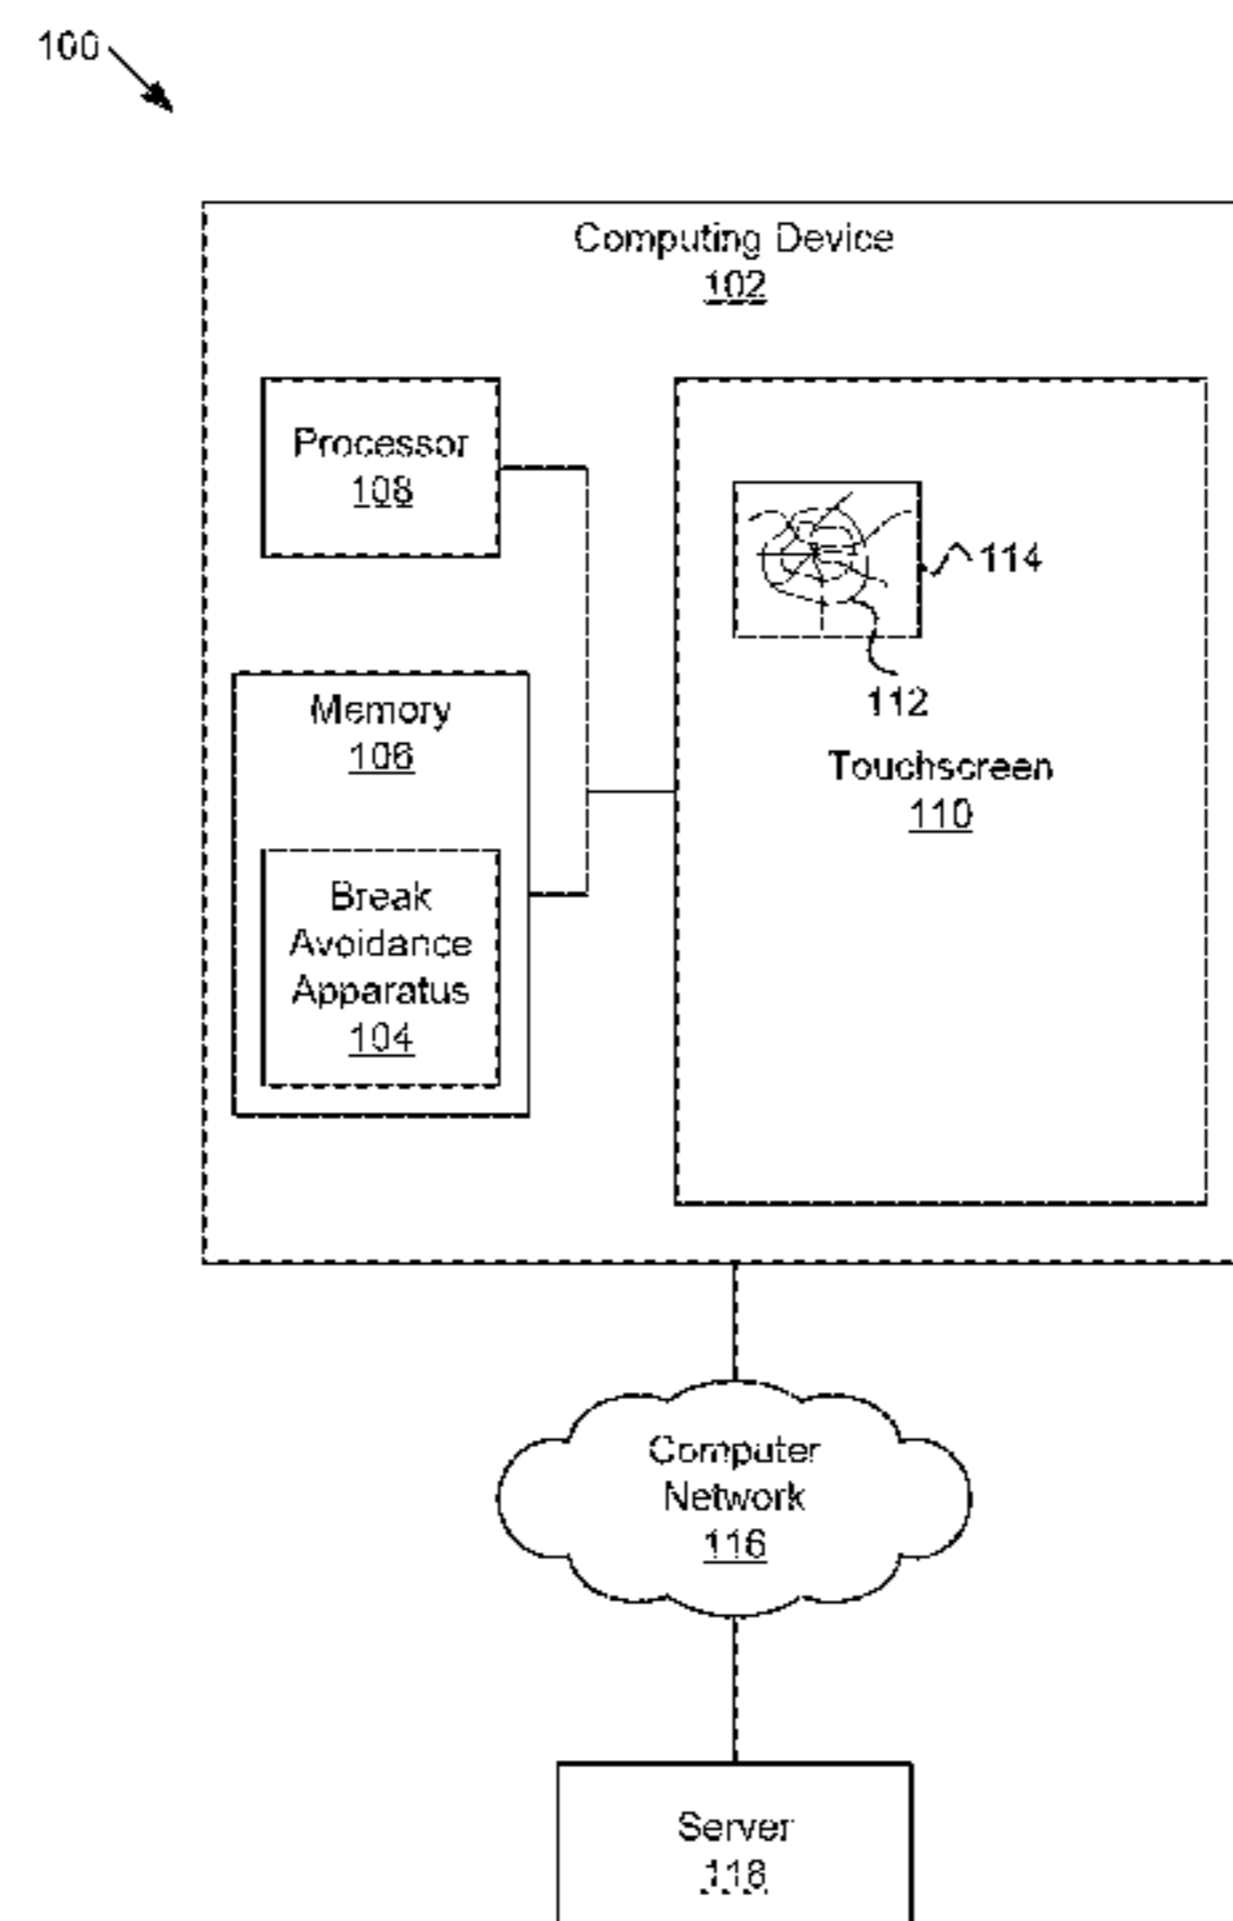 100
Computing Device
102
Processor
108
114
112
Memory
106
Touchscreen
110
Break
Avoidance
Apparatus
104
Computer
Network
116
Server
118